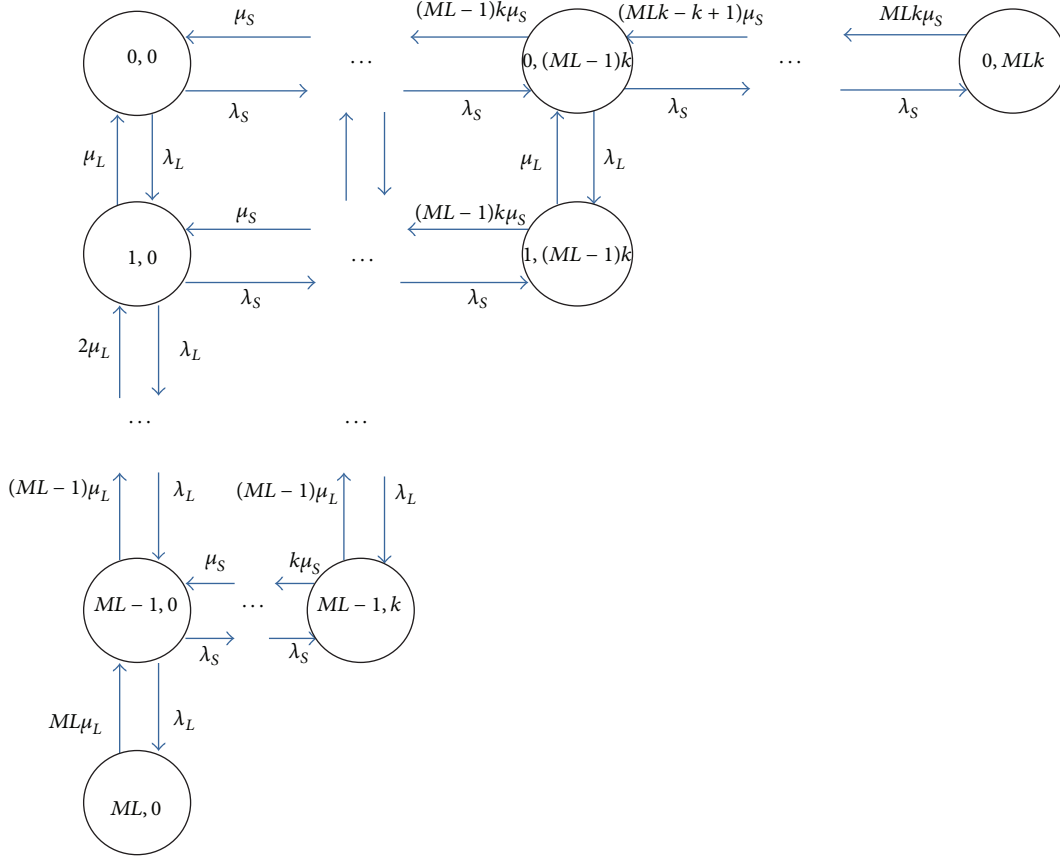 μ_S (ML − 1)kμ_S (MLk − k + 1)μ_S MLkμ_S
0, 0 ··· 0, (ML − 1)k ··· 0, MLk
λ_S λ_S λ_S λ_S
μ_L λ_L μ_L λ_L
μ_S (ML − 1)kμ_S
1, 0 ··· 1, (ML − 1)k
λ_S λ_S
2μ_L λ_L
··· ···
(ML − 1)μ_L λ_L (ML − 1)μ_L λ_L
μ_S kμ_S
ML − 1, 0 ··· ML − 1, k
λ_S λ_S
MLμ_L λ_L
ML, 0